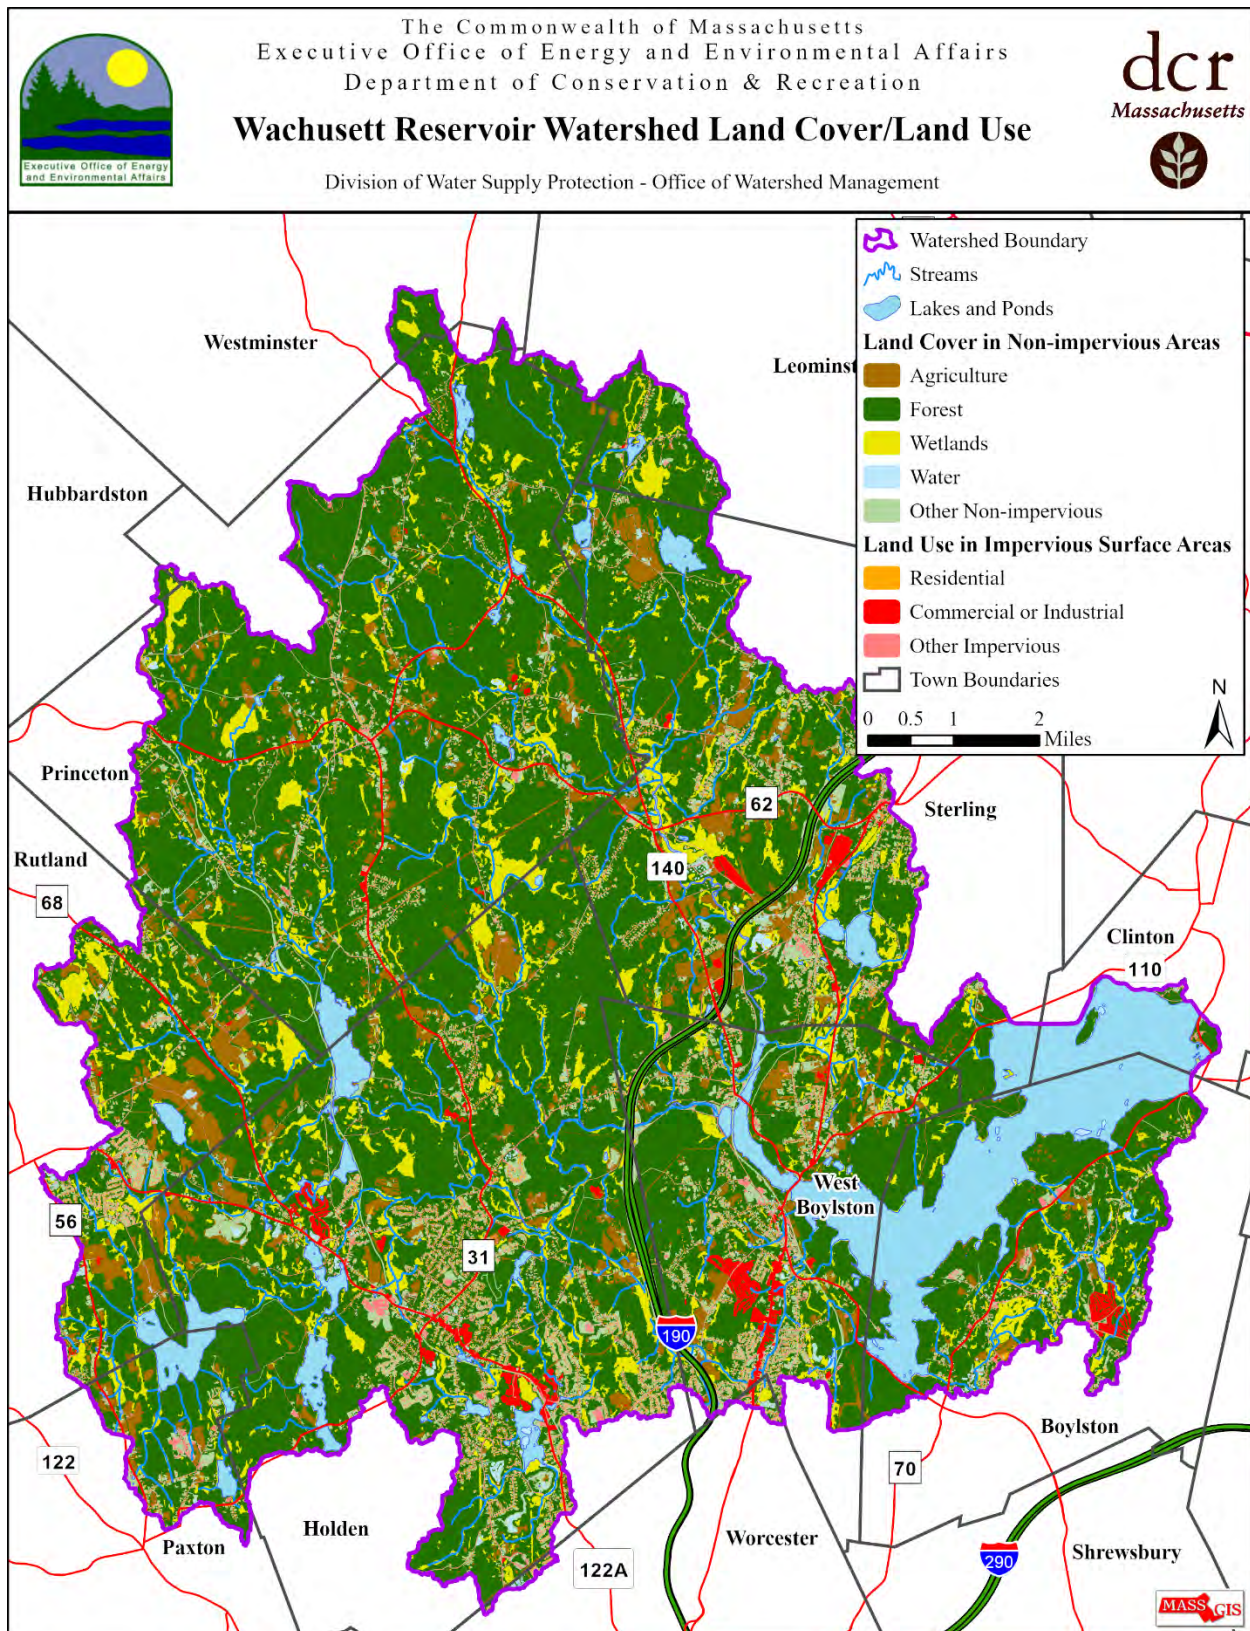 The Commonwealth of Massachusetts
Executive Office of Energy and Environmental Affairs
Department of Conservation & Recreation
Wachusett Reservoir Watershed Land Cover/Land Use
Division of Water Supply Protection - Office of Watershed Management
Executive Office of Energy
and Environmental Affairs
dcr
Massachusetts
Watershed Boundary
Streams
Lakes and Ponds
Land Cover in Non-impervious Areas
Agriculture
Forest
Wetlands
Water
Other Non-impervious
Land Use in Impervious Surface Areas
Residential
Commercial or Industrial
Other Impervious
Town Boundaries
N
0 0.5 1 2
Miles
Westminster
Leominst
Hubbardston
Princeton
62
Sterling
Rutland
140
68
Clinton
110
West
Boylston
56
31
190
Boylston
122
70
Holden
Paxton
Worcester
122A
290
Shrewsbury
MASS GIS